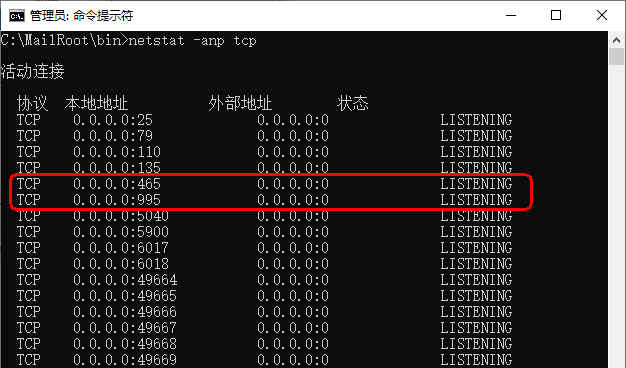 管理员: 命令提示符
C:\MailRoot\bin>netstat -anp tcp
活动连接
协议 本地地址 外部地址 状态
TCP 0.0.0.0:25 0.0.0.0:0 LISTENING
TCP 0.0.0.0:79 0.0.0.0:0 LISTENING
TCP 0.0.0.0:110 0.0.0.0:0 LISTENING
TCP 0.0.0.0:135 0.0.0.0:0 LISTENING
TCP 0.0.0.0:465 0.0.0.0:0 LISTENING
TCP 0.0.0.0:995 0.0.0.0:0 LISTENING
TCP 0.0.0.0:5040 0.0.0.0:0 LISTENING
TCP 0.0.0.0:5900 0.0.0.0:0 LISTENING
TCP 0.0.0.0:6017 0.0.0.0:0 LISTENING
TCP 0.0.0.0:6018 0.0.0.0:0 LISTENING
TCP 0.0.0.0:49664 0.0.0.0:0 LISTENING
TCP 0.0.0.0:49665 0.0.0.0:0 LISTENING
TCP 0.0.0.0:49666 0.0.0.0:0 LISTENING
TCP 0.0.0.0:49667 0.0.0.0:0 LISTENING
TCP 0.0.0.0:49668 0.0.0.0:0 LISTENING
TCP 0.0.0.0:49669 0.0.0.0:0 LISTENING